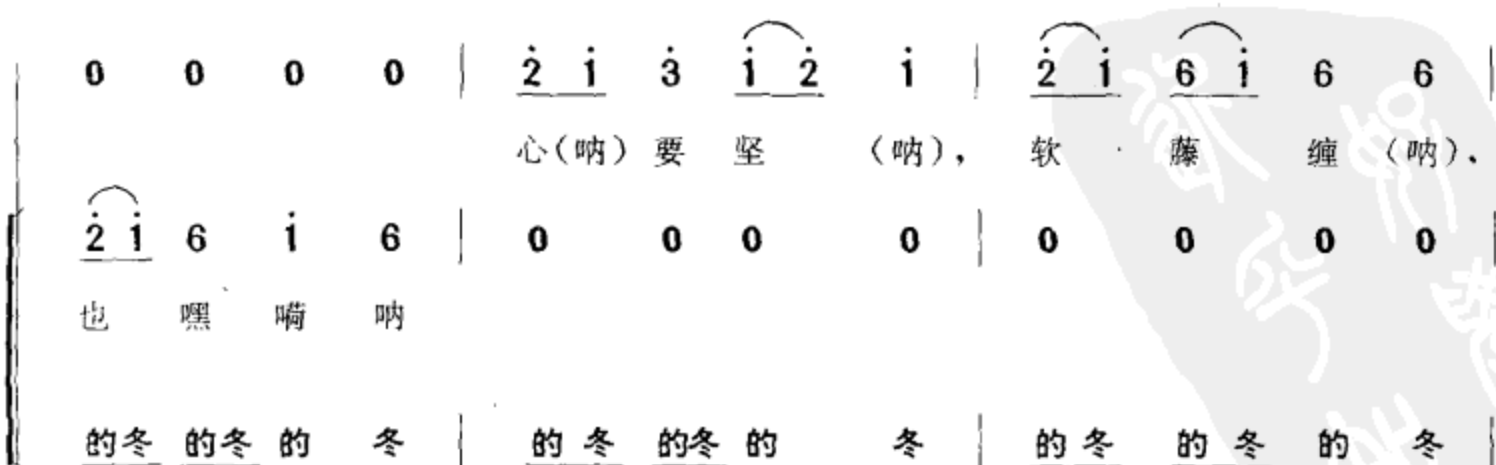 0 0 0 0 | 2̇ 1̇ 3̇ 1̇ 2̇ 1̇ | 2̇ 1̇ 6 1̇ 6 6 |
心(呐) 要 坚 (呐), 软 藤 缠 (呐)、
2̇ 1̇ 6 1̇ 6 | 0 0 0 0 | 0 0 0 0 |
也 嘿 嗬 呐
的冬 的冬 的 冬 | 的冬 的冬 的 冬 | 的冬 的冬 的 冬 |